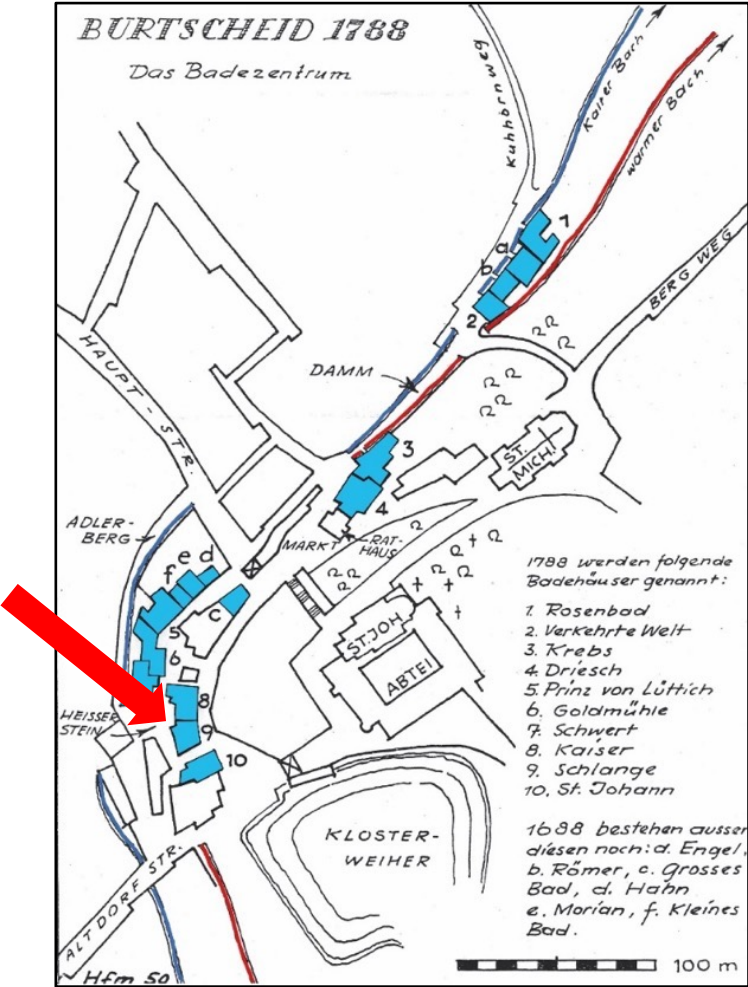 BURTSCHEID 1788
Das Badezentrum
Kuhhörnweg
Kalter Bach
warmer Bach
1
a
b
2
BERG WEG
HAUPT-STR.
DAMM
3
ST. MICH.
4
ADLER-
BERG
MARKT
RAT-
HAUS
e d
f
c
5
6
ST. JOH.
ABTEI
HEISSER
STEIN
8
9
10
KLOSTER-
WEIHER
ALTDORF STR.
Hfm 50
1788 werden folgende
Badehäuser genannt:
1. Rosenbad
2. Verkehrte Welt
3. Krebs
4. Driesch
5. Prinz von Lüttich
6. Goldmühle
7. Schwert
8. Kaiser
9. Schlange
10. St. Johann
1688 bestehen ausser
diesen noch: a. Engel,
b. Römer, c. Grosses
Bad, d. Hahn
e. Morian, f. Kleines
Bad.
100 m